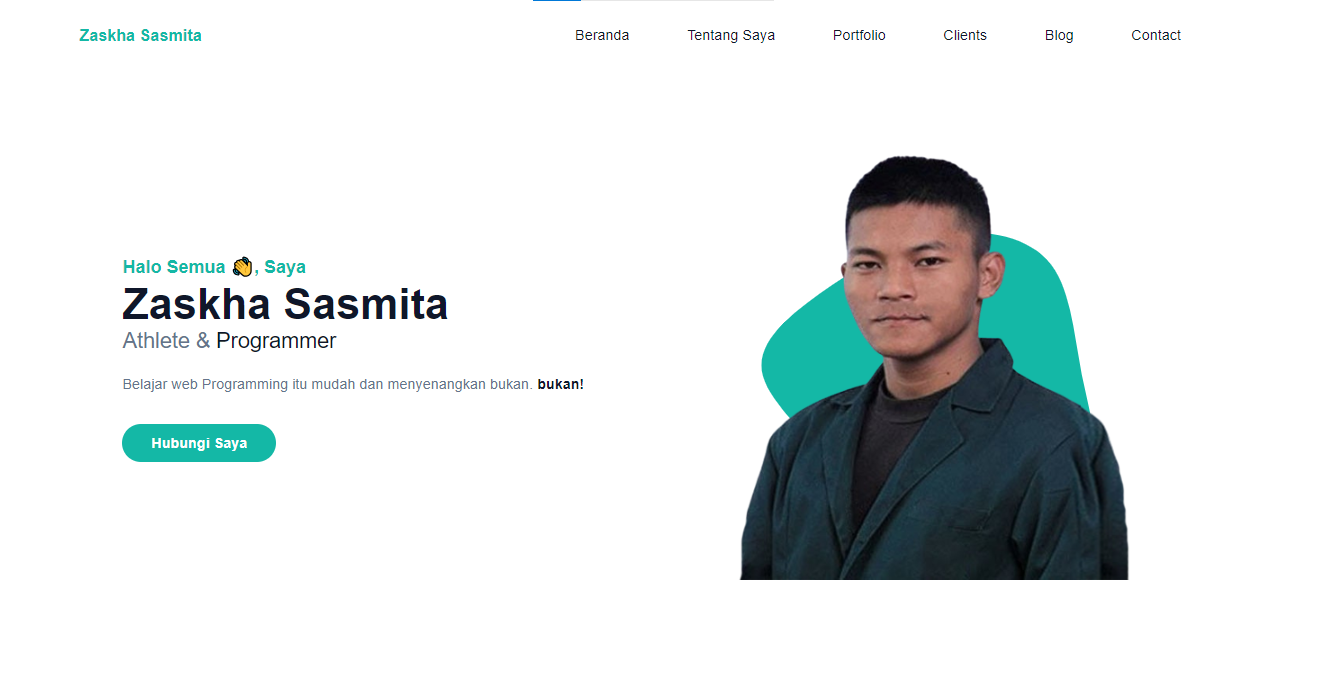 Zaskha Sasmita
Beranda Tentang Saya Portfolio Clients Blog Contact
Halo Semua 👋, Saya
Zaskha Sasmita
Athlete & Programmer
Belajar web Programming itu mudah dan menyenangkan bukan. bukan!
Hubungi Saya